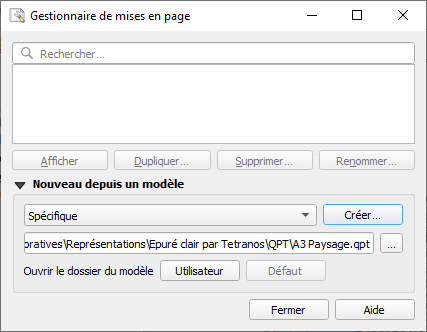 Gestionnaire de mises en page
Rechercher...
Afficher Dupliquer... Supprimer... Renommer...
Nouveau depuis un modèle
Spécifique Créer...
oratives\Représentations\Epuré clair par Tetranos\QPT\A3 Paysage.qpt ...
Ouvrir le dossier du modèle Utilisateur Défaut
Fermer Aide